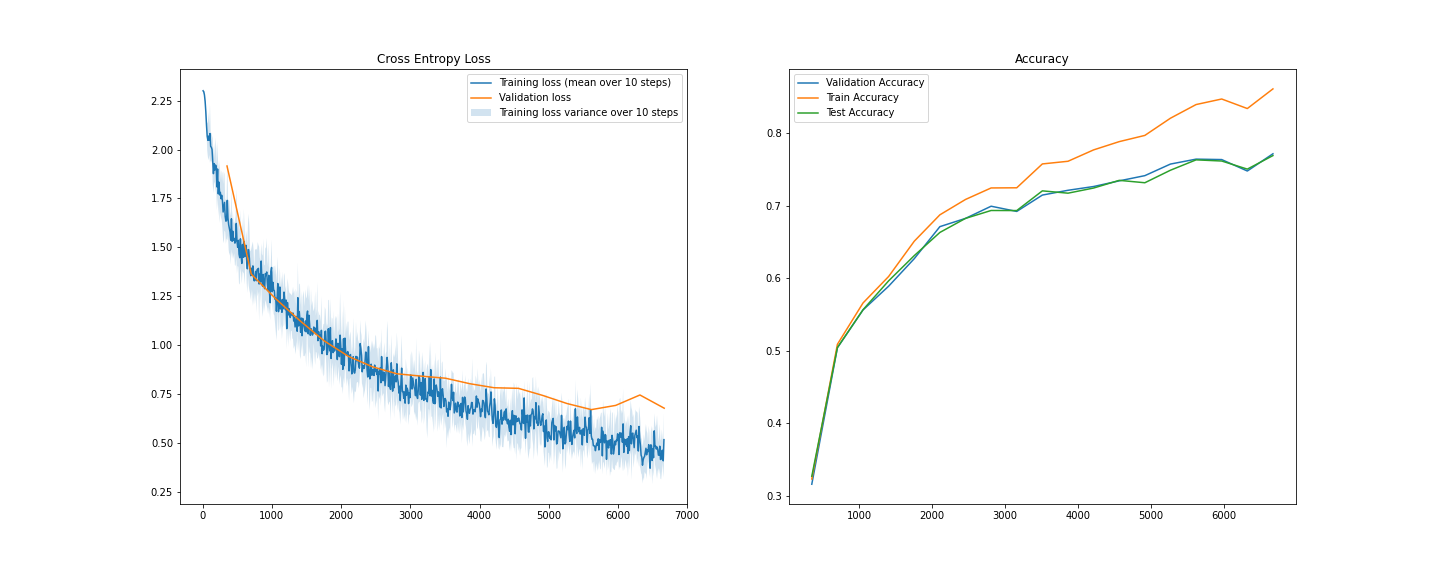 Cross Entropy Loss
Training loss (mean over 10 steps)
Validation loss
Training loss variance over 10 steps
2.25
2.00
1.75
1.50
1.25
1.00
0.75
0.50
0.25
0 1000 2000 3000 4000 5000 6000 7000
Accuracy
Validation Accuracy
Train Accuracy
Test Accuracy
0.8
0.7
0.6
0.5
0.4
0.3
1000 2000 3000 4000 5000 6000